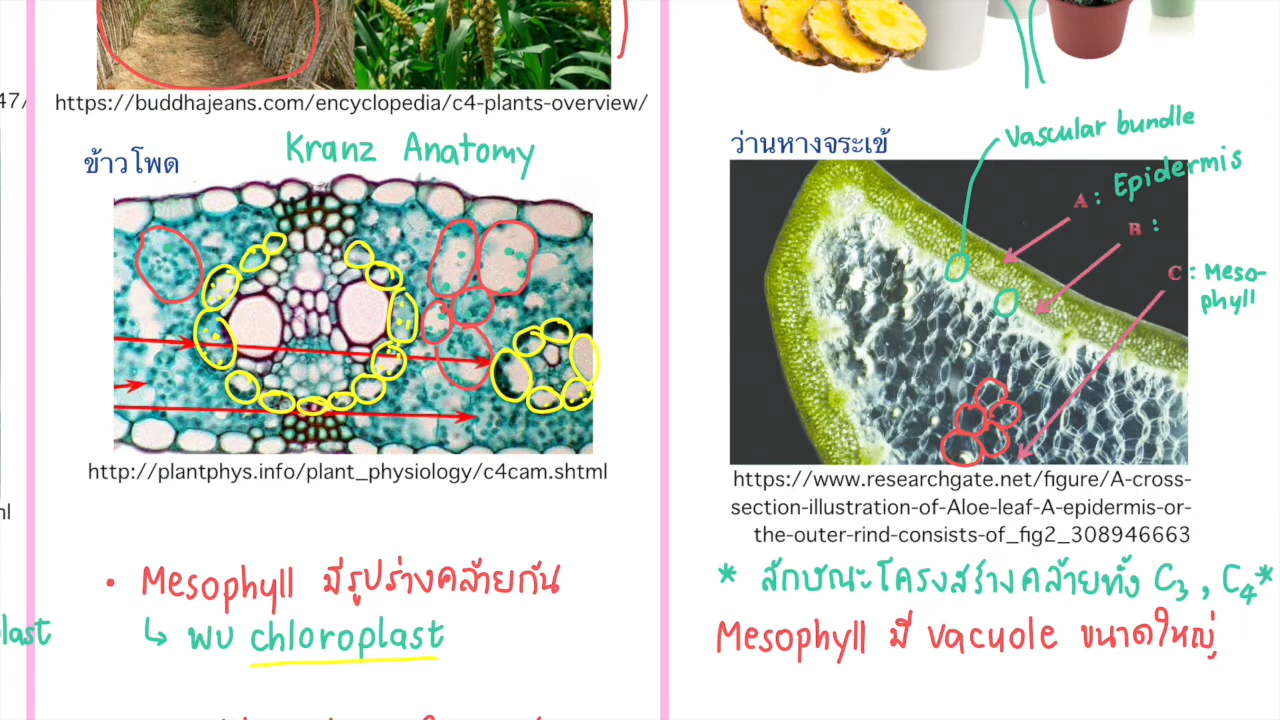 47/
https://buddhajeans.com/encyclopedia/c4-plants-overview/
ข้าวโพด
Kranz Anatomy
http://plantphys.info/plant_physiology/c4cam.shtml
ml
• Mesophyll มีรูปร่างคล้ายกัน
plast
↳ พบ chloroplast
ว่านหางจระเข้
Vascular bundle
A : Epidermis
B :
C : Meso-
phyll
https://www.researchgate.net/figure/A-cross-
section-illustration-of-Aloe-leaf-A-epidermis-or-
the-outer-rind-consists-of_fig2_308946663
* ลักษณะโครงสร้างคล้ายทั้ง C3 , C4 *
Mesophyll มี vacuole ขนาดใหญ่